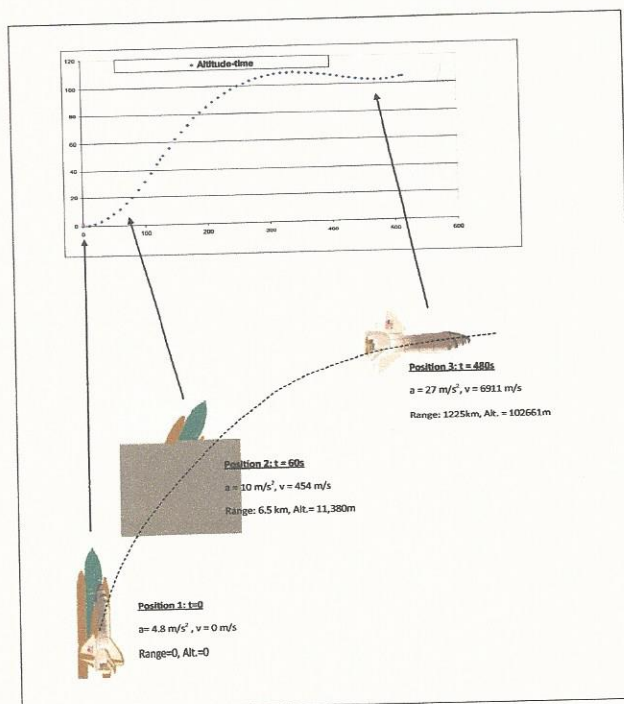 Altitude-time
120
100
80
60
40
20
0
0 100 200 300 400 500 600
Position 3: t = 480s
a = 27 m/s², v = 6911 m/s
Range: 1225km, Alt. = 102661m
Position 2: t = 60s
a = 10 m/s², v = 454 m/s
Range: 6.5 km, Alt.= 11,380m
Position 1: t=0
a= 4.8 m/s² , v = 0 m/s
Range=0, Alt.=0